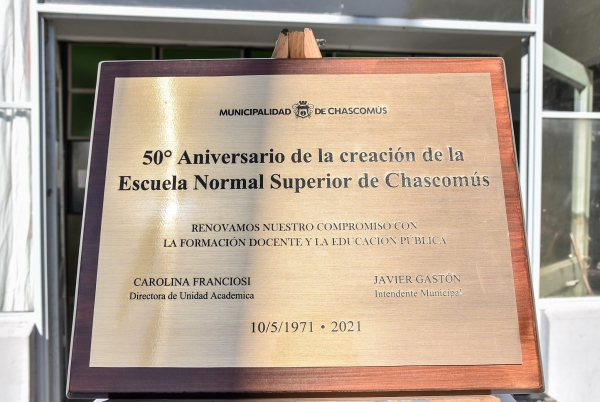 MUNICIPALIDAD DE CHASCOMÚS
50° Aniversario de la creación de la
Escuela Normal Superior de Chascomús
RENOVAMOS NUESTRO COMPROMISO CON
LA FORMACIÓN DOCENTE Y LA EDUCACIÓN PÚBLICA
CAROLINA FRANCIOSI JAVIER GASTÓN
Directora de Unidad Academica Intendente Municipal
10/5/1971 • 2021